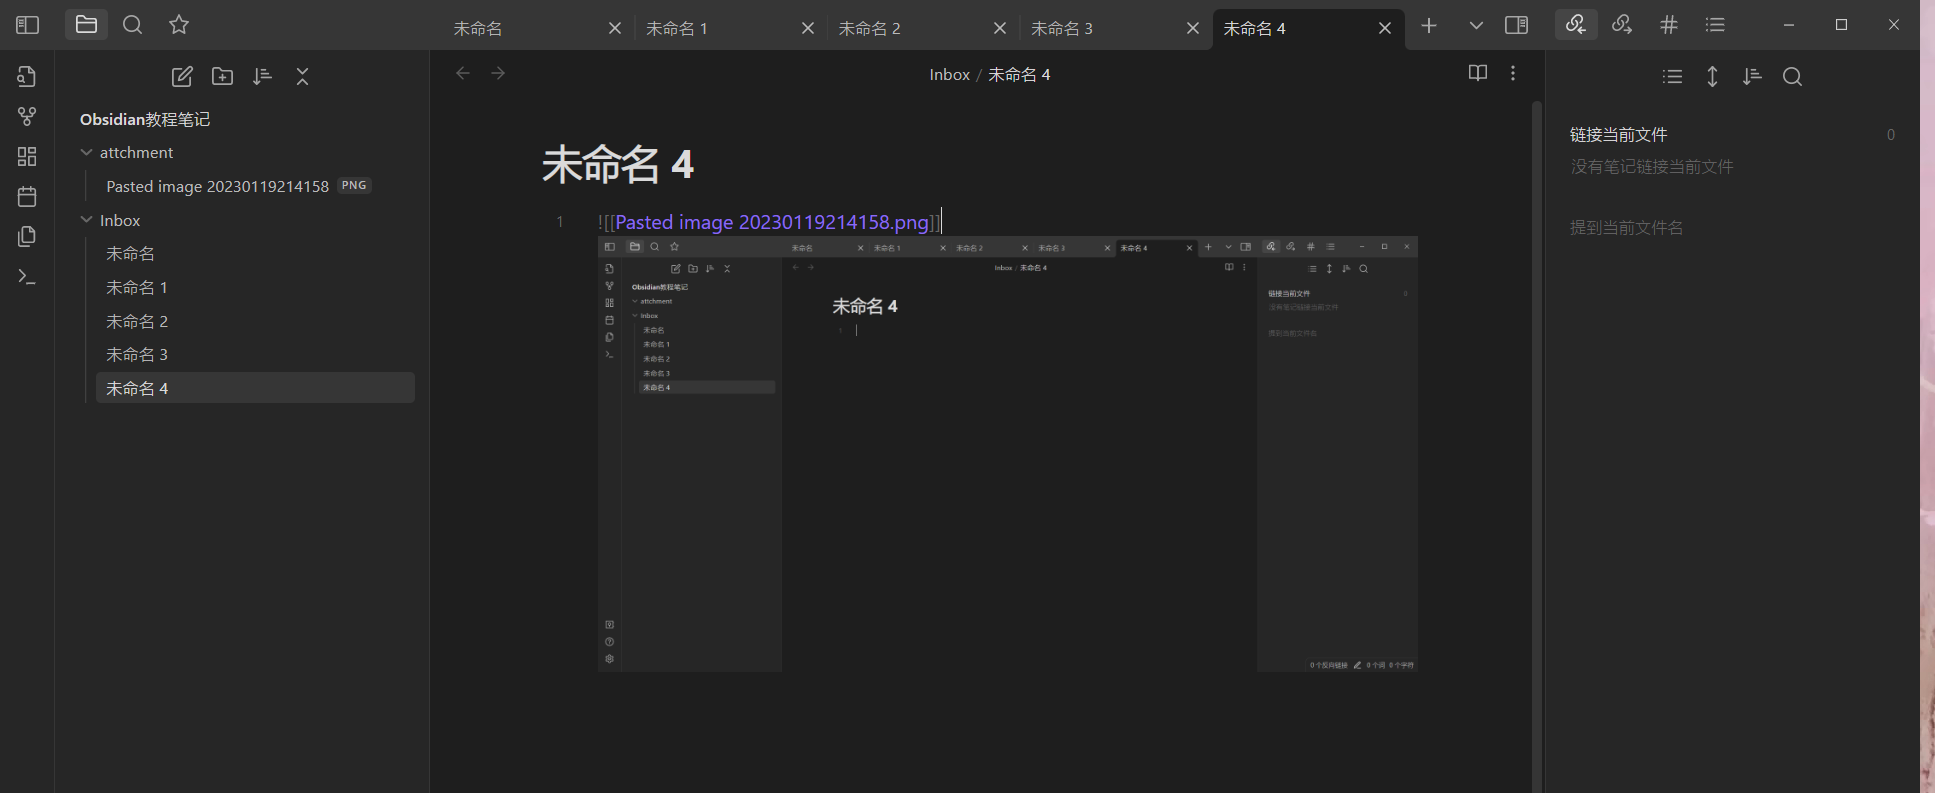 未命名
未命名 1
未命名 2
未命名 3
未命名 4
Inbox / 未命名 4
Obsidian教程笔记
attchment
Pasted image 20230119214158 PNG
Inbox
未命名
未命名 1
未命名 2
未命名 3
未命名 4
未命名 4
1
![[Pasted image 20230119214158.png]]
未命名
未命名 1
未命名 2
未命名 3
未命名 4
Inbox / 未命名 4
Obsidian教程笔记
attchment
Inbox
未命名
未命名 1
未命名 2
未命名 3
未命名 4
未命名 4
1
链接当前文件 0
没有笔记链接当前文件
提到当前文件名
0 个反向链接 0 个词 0 个字符
链接当前文件 0
没有笔记链接当前文件
提到当前文件名